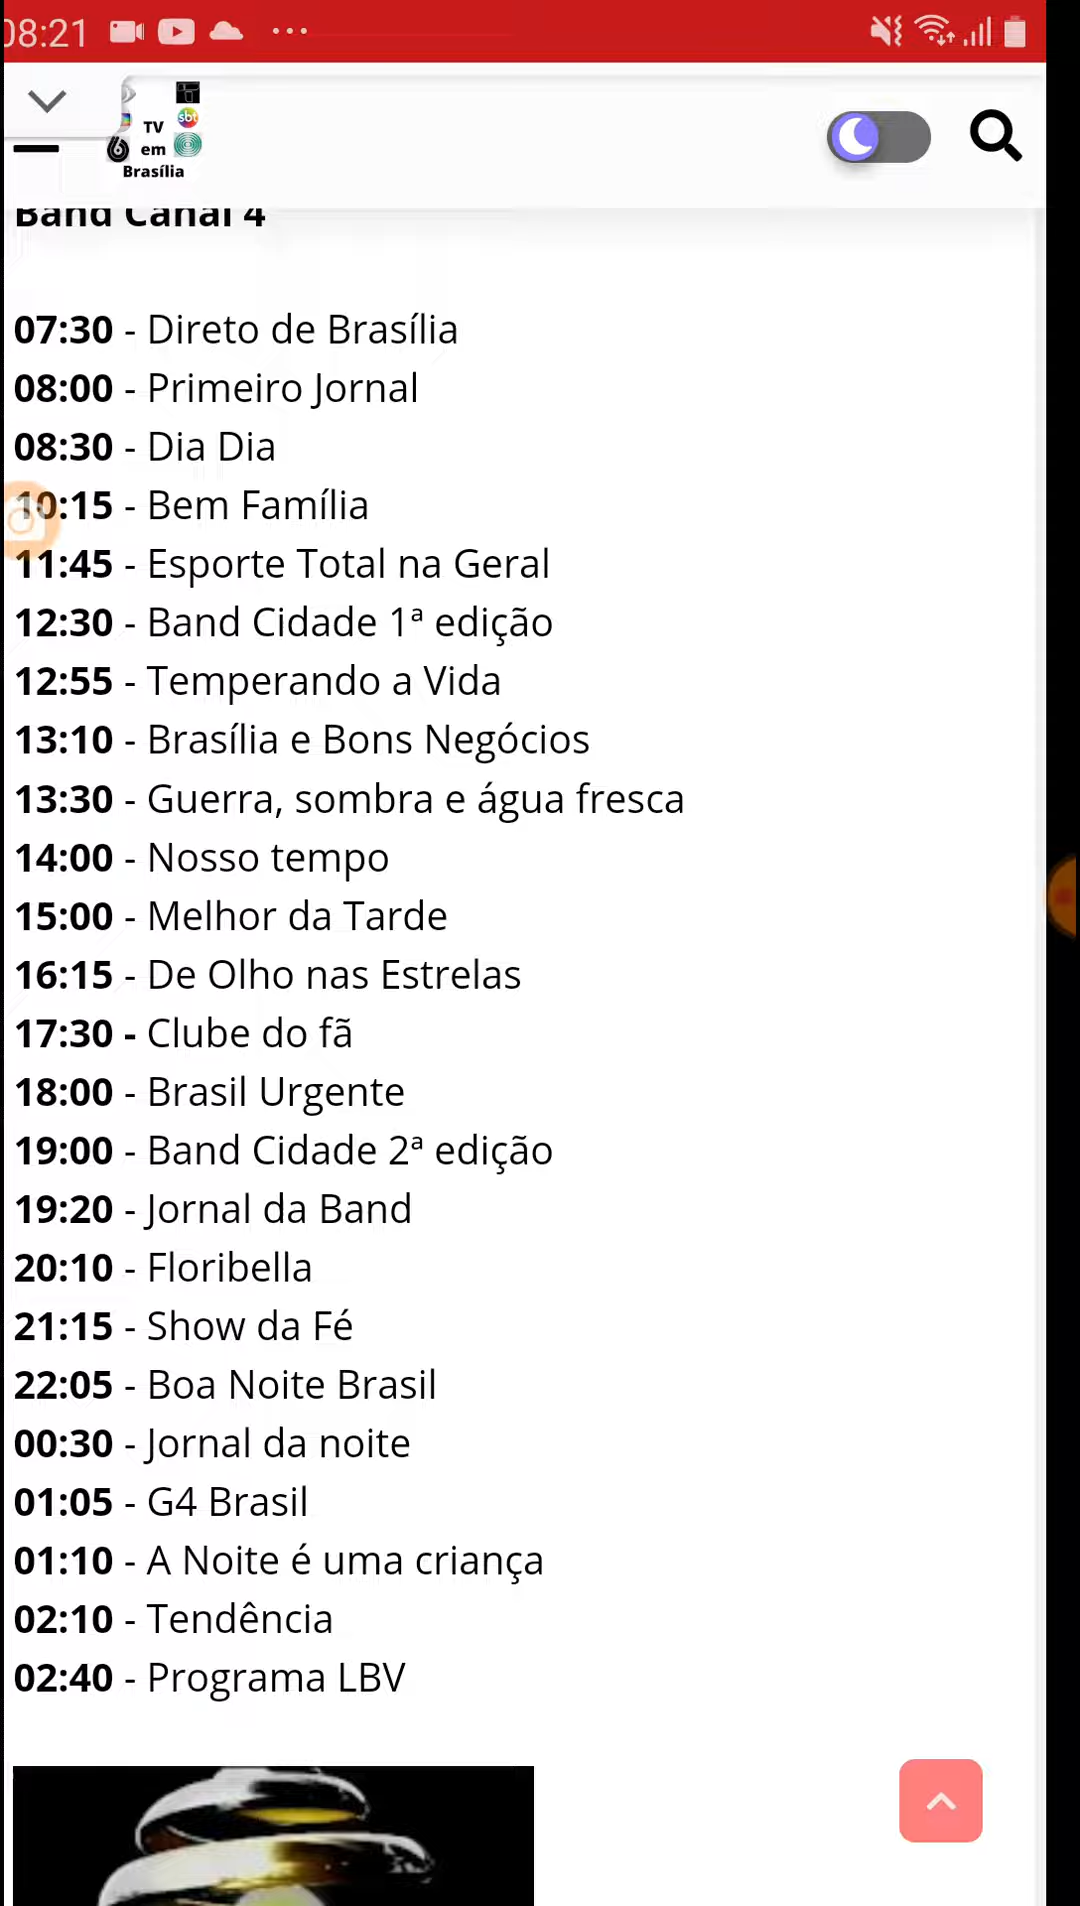 08:21
sbt
TV
6 em
Brasília
Band Canal 4
07:30 - Direto de Brasília
08:00 - Primeiro Jornal
08:30 - Dia Dia
10:15 - Bem Família
11:45 - Esporte Total na Geral
12:30 - Band Cidade 1ª edição
12:55 - Temperando a Vida
13:10 - Brasília e Bons Negócios
13:30 - Guerra, sombra e água fresca
14:00 - Nosso tempo
15:00 - Melhor da Tarde
16:15 - De Olho nas Estrelas
17:30 - Clube do fã
18:00 - Brasil Urgente
19:00 - Band Cidade 2ª edição
19:20 - Jornal da Band
20:10 - Floribella
21:15 - Show da Fé
22:05 - Boa Noite Brasil
00:30 - Jornal da noite
01:05 - G4 Brasil
01:10 - A Noite é uma criança
02:10 - Tendência
02:40 - Programa LBV